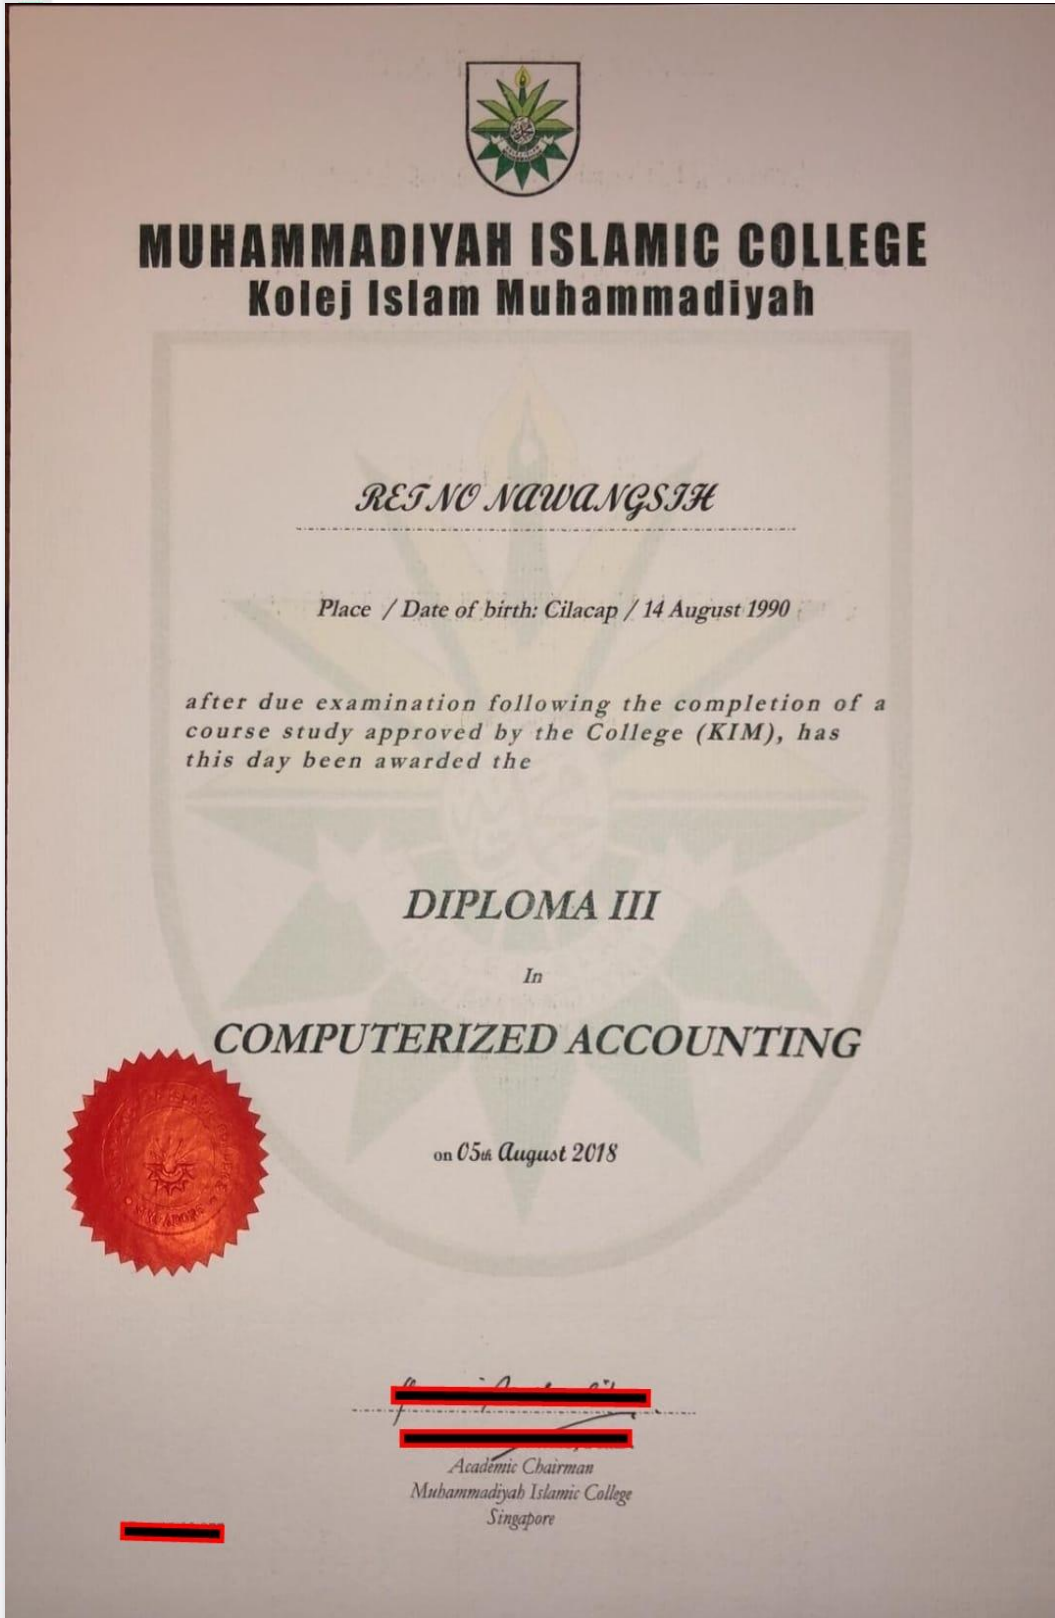 MUHAMMADIYAH ISLAMIC COLLEGE
Kolej Islam Muhammadiyah
RETNO NAWANGSIH
Place / Date of birth: Cilacap / 14 August 1990
after due examination following the completion of a
course study approved by the College (KIM), has
this day been awarded the
DIPLOMA III
In
COMPUTERIZED ACCOUNTING
on 05th August 2018
Academic Chairman
Muhammadiyah Islamic College
Singapore